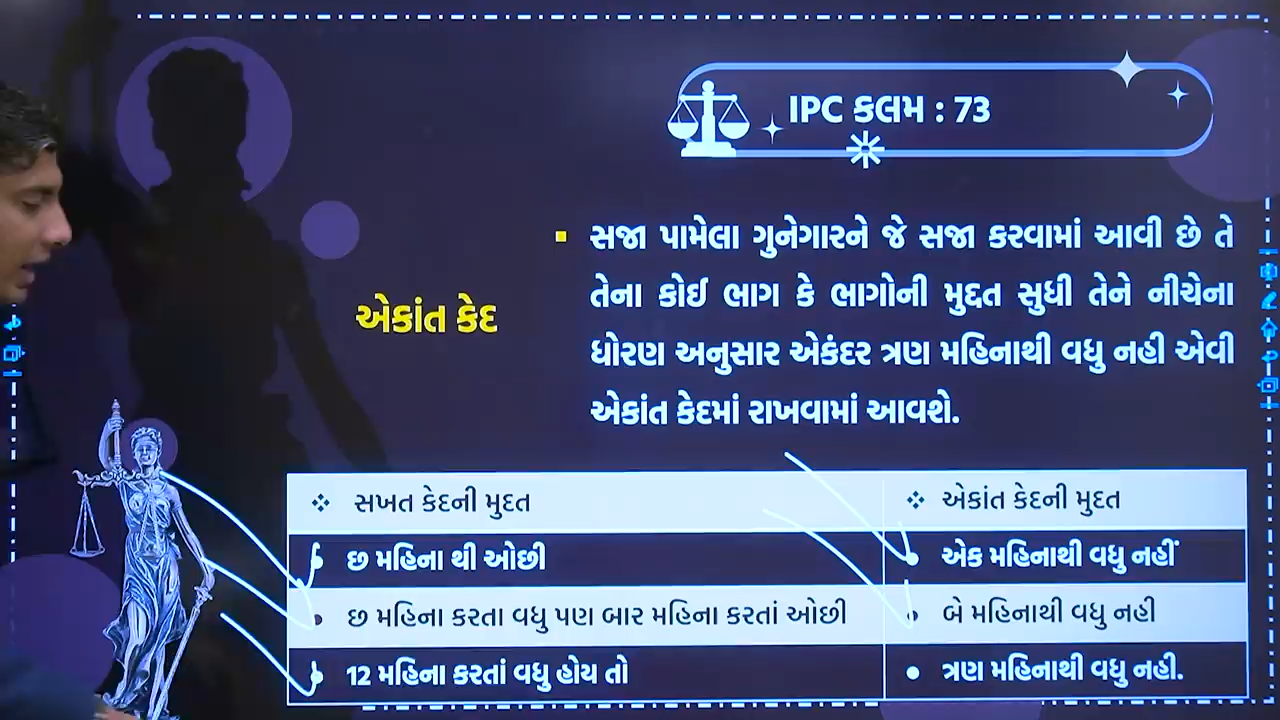 IPC કલમ : 73
એકાંત કેદ
સજા પામેલા ગુનેગારને જે સજા કરવામાં આવી છે તે
તેના કોઈ ભાગ કે ભાગોની મુદ્દત સુધી તેને નીચેના
ધોરણ અનુસાર એકંદર ત્રણ મહિનાથી વધુ નહી એવી
એકાંત કેદમાં રાખવામાં આવશે.
સખત કેદની મુદત એકાંત કેદની મુદત
છ મહિના થી ઓછી એક મહિનાથી વધુ નહીં
છ મહિના કરતા વધુ પણ બાર મહિના કરતાં ઓછી બે મહિનાથી વધુ નહી
12 મહિના કરતાં વધુ હોય તો ત્રણ મહિનાથી વધુ નહી.